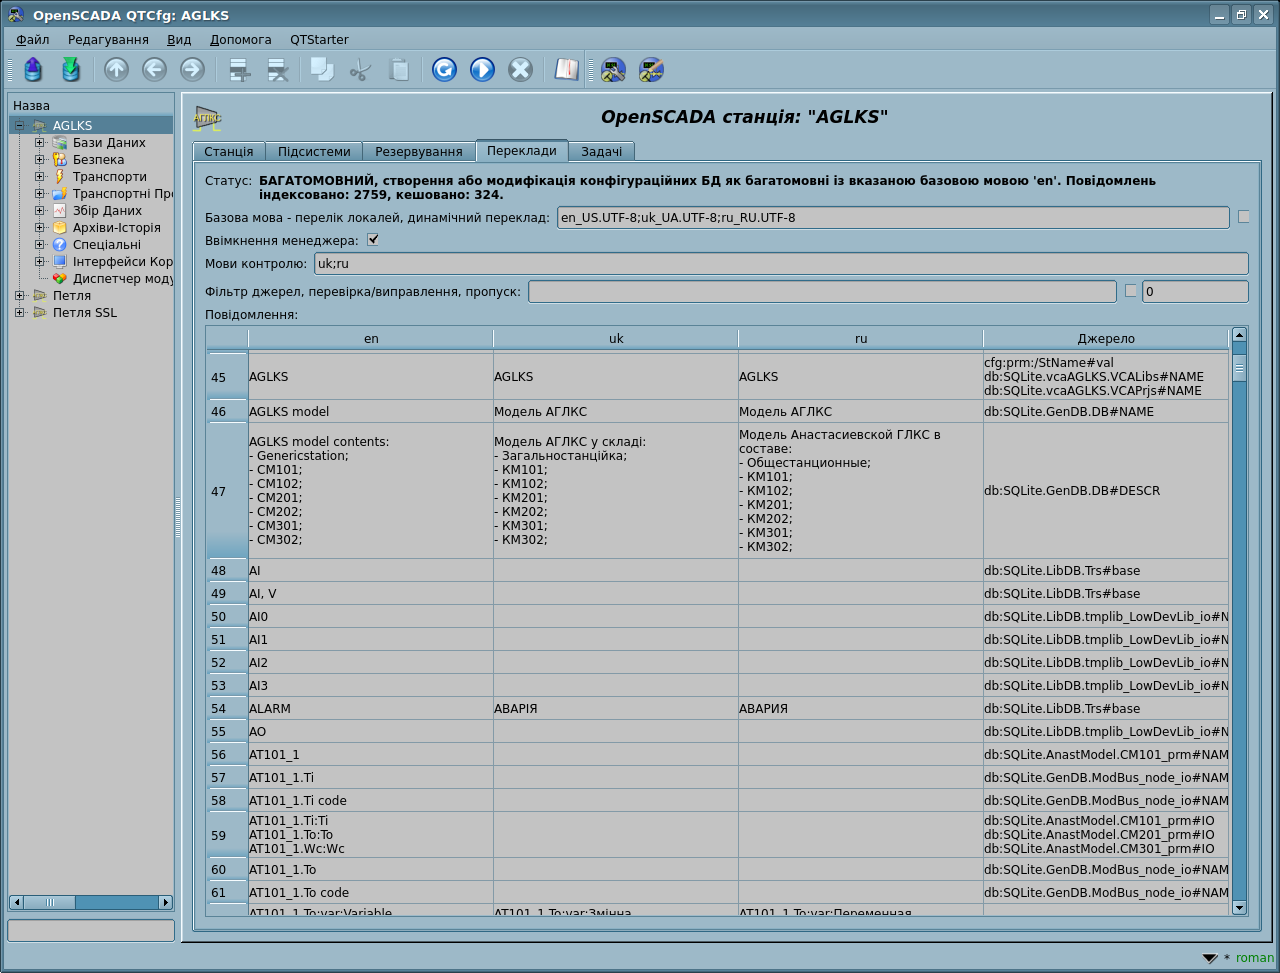 OpenSCADA QTCfg: AGLKS
Файл Редагування Вид Допомога QTStarter
Назва
AGLKS
Бази Даних
Безпека
Транспорти
Транспортні Про
Збір Даних
Архіви-Історія
Спеціальні
Інтерфейси Кор
Диспетчер моду
Петля
Петля SSL
АГЛКС
OpenSCADA станція: "AGLKS"
Станція Підсистеми Резервування Переклади Задачі
Статус: БАГАТОМОВНИЙ, створення або модифікація конфігураційних БД як багатомовні із вказаною базовою мовою 'en'. Повідомлень
індексовано: 2759, кешовано: 324.
Базова мова - перелік локалей, динамічний переклад: en_US.UTF-8;uk_UA.UTF-8;ru_RU.UTF-8
Ввімкнення менеджера:
Мови контролю: uk;ru
Фільтр джерел, перевірка/виправлення, пропуск: 0
Повідомлення:
en uk ru Джерело
45 AGLKS AGLKS AGLKS cfg:prm:/StName#val
db:SQLite.vcaAGLKS.VCALibs#NAME
db:SQLite.vcaAGLKS.VCAPrjs#NAME
46 AGLKS model Модель АГЛКС Модель АГЛКС db:SQLite.GenDB.DB#NAME
47
AGLKS model contents:
- Genericstation;
- CM101;
- CM102;
- CM201;
- CM202;
- CM301;
- CM302;
Модель АГЛКС у складі:
- Загальностанційка;
- КМ101;
- КМ102;
- КМ201;
- КМ202;
- КМ301;
- КМ302;
Модель Анастасиевской ГЛКС в
составе:
- Общестанционные;
- КМ101;
- КМ102;
- КМ201;
- КМ202;
- КМ301;
- КМ302;
db:SQLite.GenDB.DB#DESCR
48 AI db:SQLite.LibDB.Trs#base
49 AI, V db:SQLite.LibDB.Trs#base
50 AI0 db:SQLite.LibDB.tmplib_LowDevLib_io#N
51 AI1 db:SQLite.LibDB.tmplib_LowDevLib_io#N
52 AI2 db:SQLite.LibDB.tmplib_LowDevLib_io#N
53 AI3 db:SQLite.LibDB.tmplib_LowDevLib_io#N
54 ALARM АВАРІЯ АВАРИЯ db:SQLite.LibDB.Trs#base
55 AO db:SQLite.LibDB.tmplib_LowDevLib_io#N
56 AT101_1 db:SQLite.AnastModel.CM101_prm#NAM
57 AT101_1.Ti db:SQLite.GenDB.ModBus_node_io#NAM
58 AT101_1.Ti code db:SQLite.GenDB.ModBus_node_io#NAM
59
AT101_1.Ti:Ti
AT101_1.To:To
AT101_1.Wc:Wc
db:SQLite.AnastModel.CM101_prm#IO
db:SQLite.AnastModel.CM201_prm#IO
db:SQLite.AnastModel.CM301_prm#IO
60 AT101_1.To db:SQLite.GenDB.ModBus_node_io#NAM
61 AT101_1.To code db:SQLite.GenDB.ModBus_node_io#NAM
AT101_1.To:var:Variable AT101_1.To:var:Змінна AT101_1.To:var:Переменная
* roman